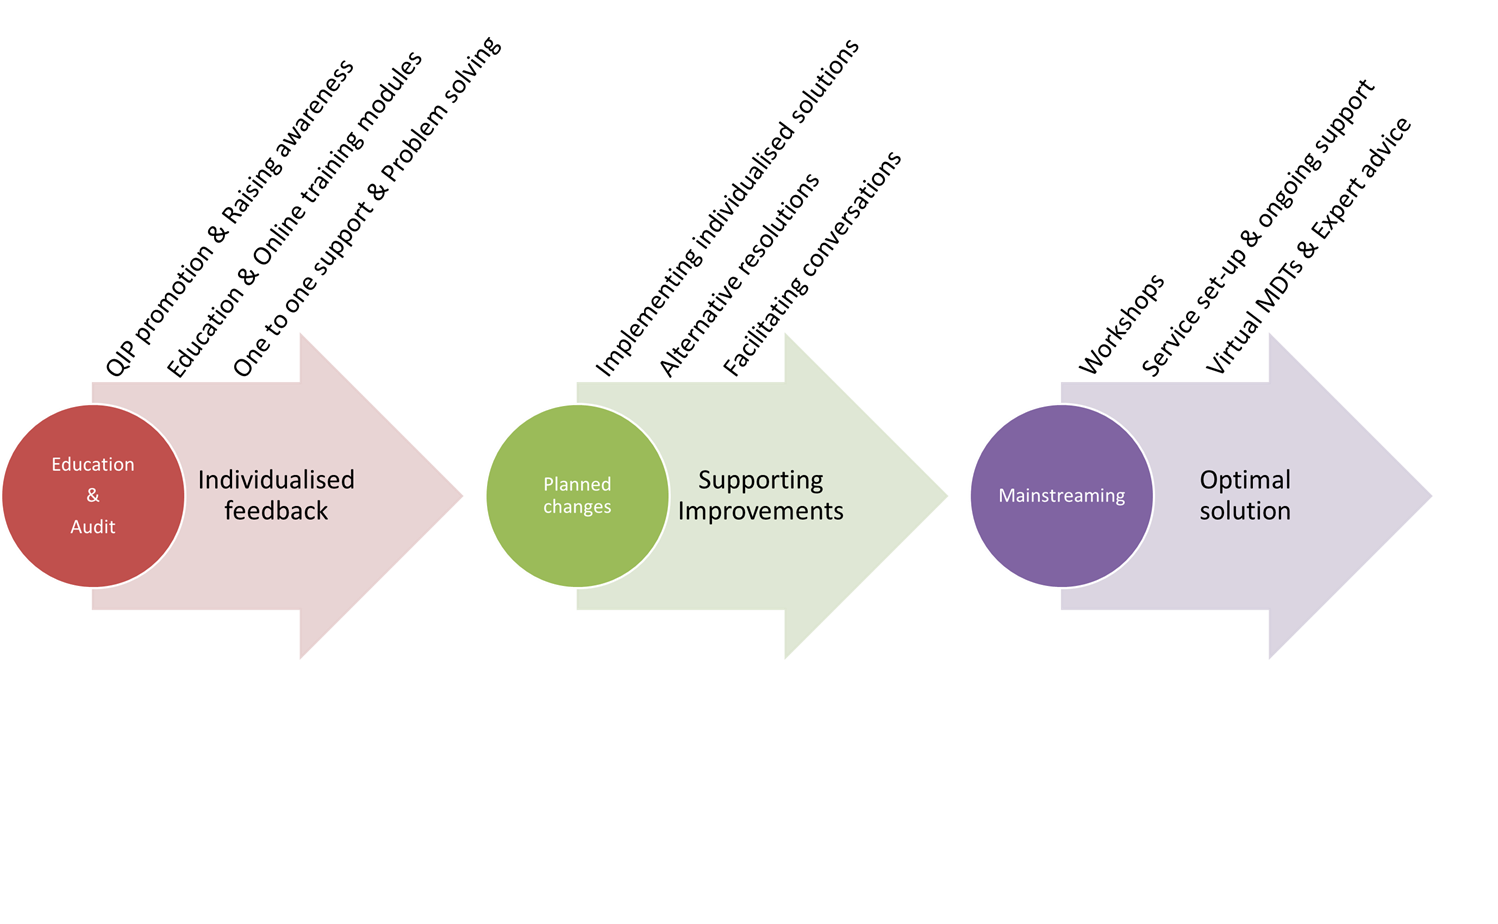 QIP promotion & Raising awareness
Education & Online training modules
One to one support & Problem solving
Education
&
Audit
Individualised
feedback
Implementing individualised solutions
Alternative resolutions
Facilitating conversations
Planned
changes
Supporting
Improvements
Workshops
Service set-up & ongoing support
Virtual MDTs & Expert advice
Mainstreaming
Optimal
solution